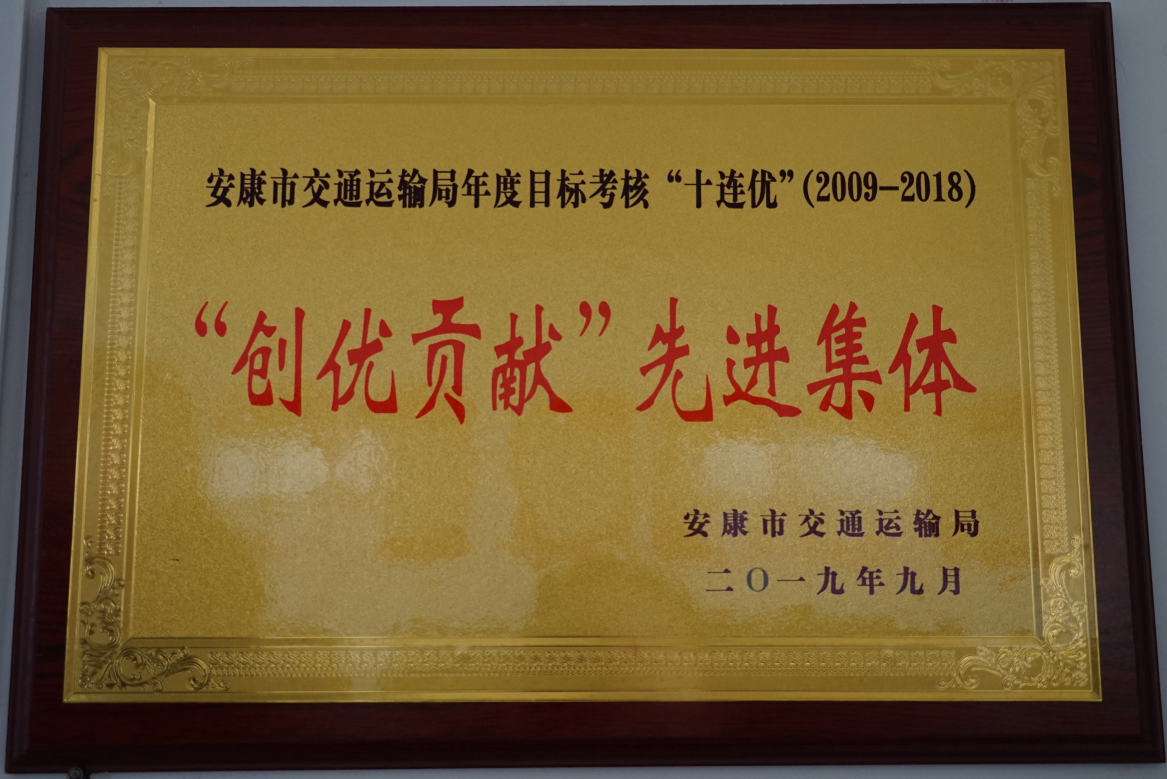 安康市交通运输局年度目标考核“十连优”(2009-2018)
“创优贡献”先进集体
安康市交通运输局
二〇一九年九月